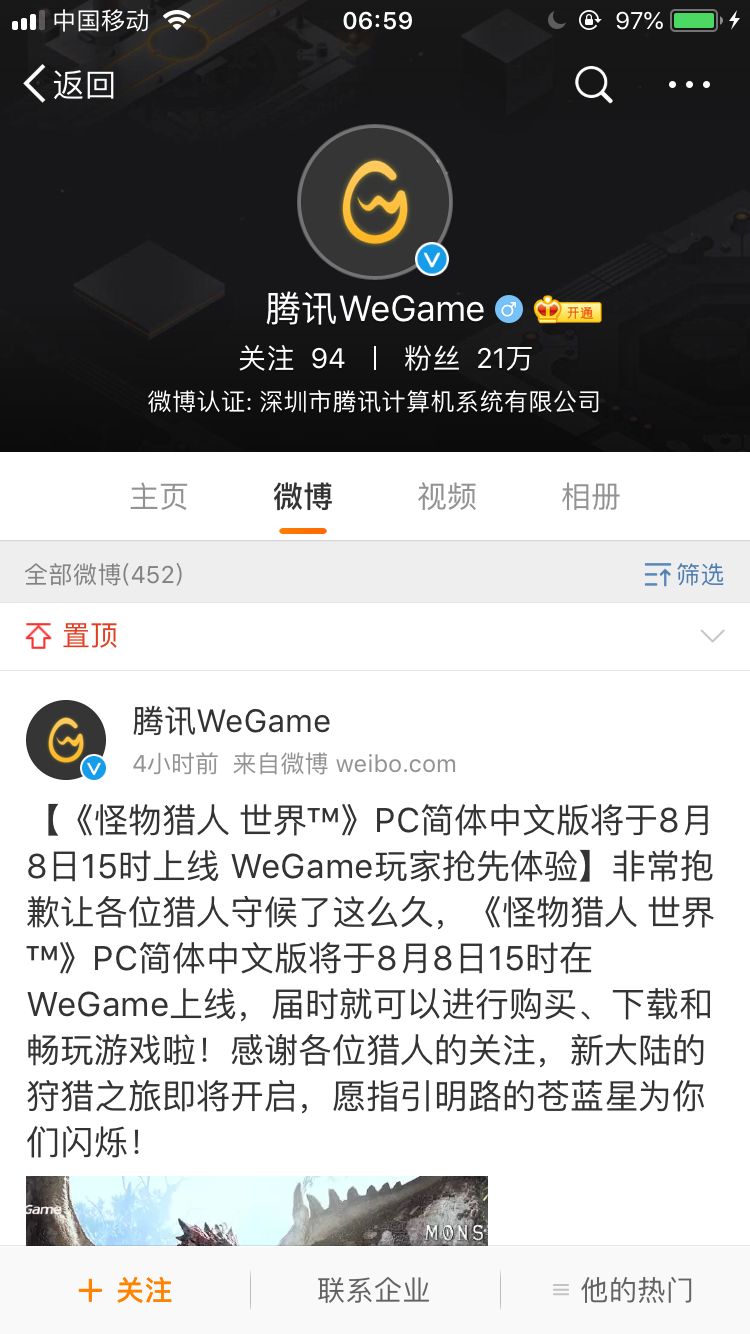 中国移动 06:59 97%
返回
腾讯WeGame 开通
关注 94 | 粉丝 21万
微博认证: 深圳市腾讯计算机系统有限公司
主页 微博 视频 相册
全部微博(452) 筛选
置顶
腾讯WeGame
4小时前 来自微博 weibo.com
【《怪物猎人 世界™》PC简体中文版将于8月
8日15时上线 WeGame玩家抢先体验】非常抱
歉让各位猎人守候了这么久，《怪物猎人 世界
™》PC简体中文版将于8月8日15时在
WeGame上线，届时就可以进行购买、下载和
畅玩游戏啦！感谢各位猎人的关注，新大陆的
狩猎之旅即将开启，愿指引明路的苍蓝星为你
们闪烁！
Game
MONS
关注 联系企业 他的热门